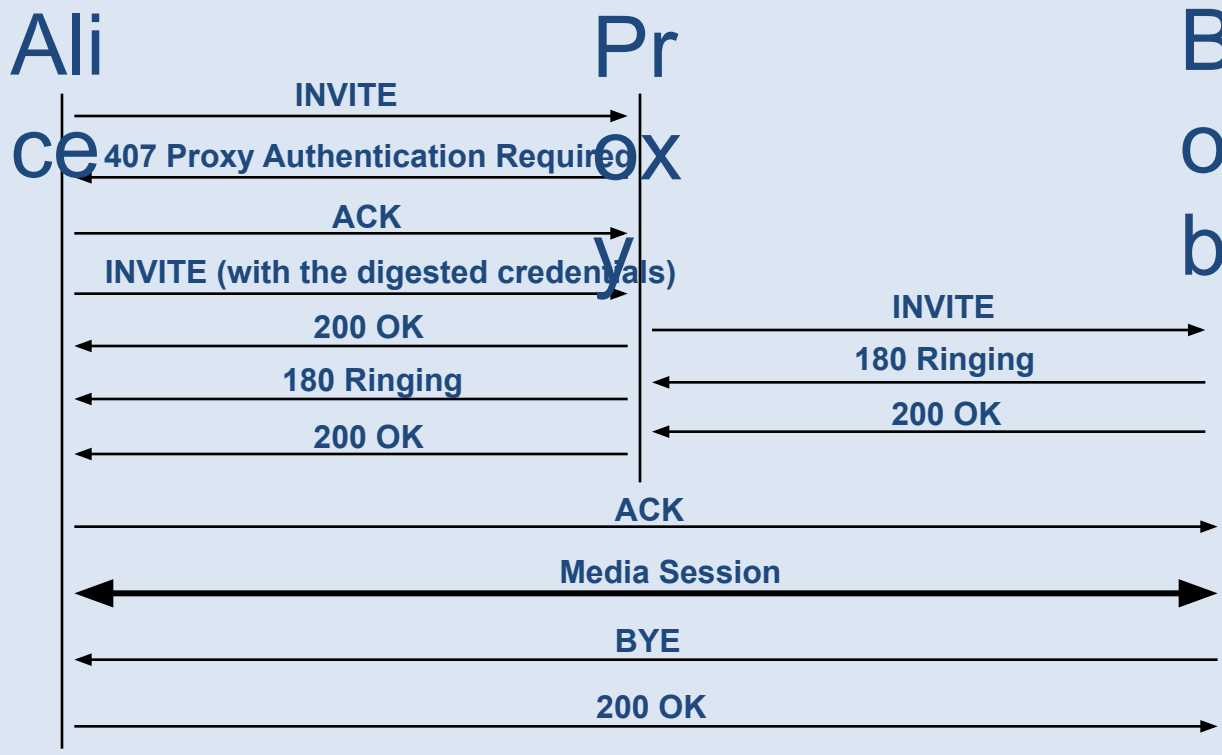 Ali
ce
Pr
ox
y
B
o
b
INVITE
407 Proxy Authentication Required
ACK
INVITE (with the digested credentials)
200 OK
INVITE
180 Ringing
180 Ringing
200 OK
200 OK
ACK
Media Session
BYE
200 OK